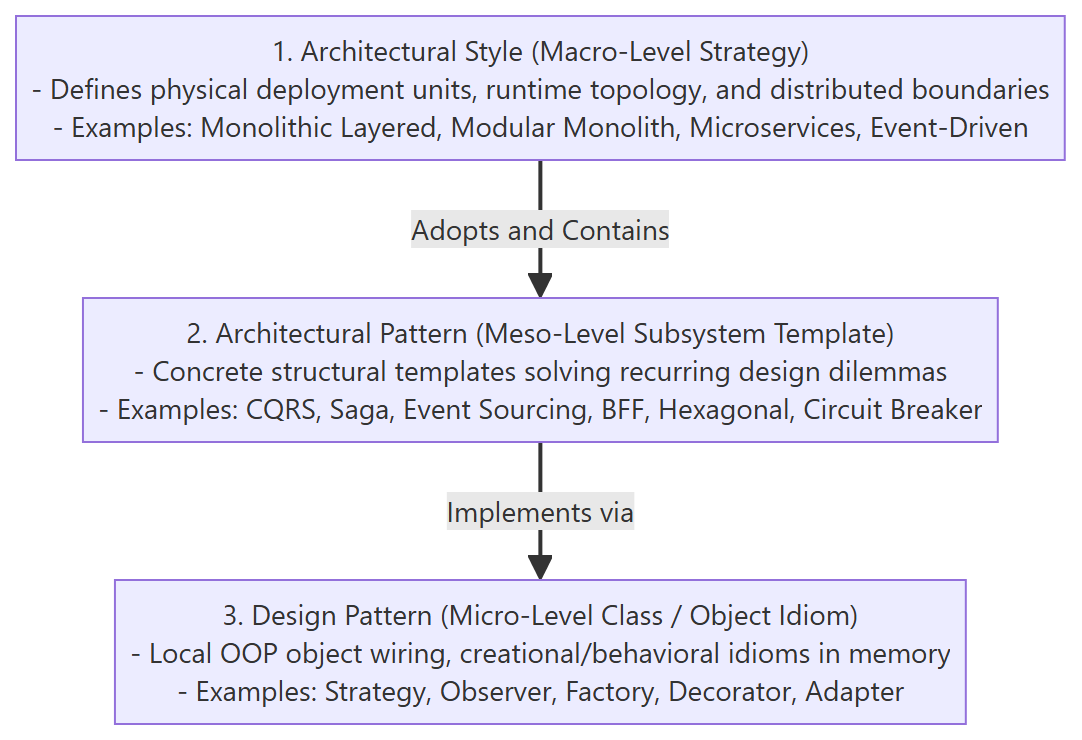 1. Architectural Style (Macro-Level Strategy)
- Defines physical deployment units, runtime topology, and distributed boundaries
- Examples: Monolithic Layered, Modular Monolith, Microservices, Event-Driven
Adopts and Contains
2. Architectural Pattern (Meso-Level Subsystem Template)
- Concrete structural templates solving recurring design dilemmas
- Examples: CQRS, Saga, Event Sourcing, BFF, Hexagonal, Circuit Breaker
Implements via
3. Design Pattern (Micro-Level Class / Object Idiom)
- Local OOP object wiring, creational/behavioral idioms in memory
- Examples: Strategy, Observer, Factory, Decorator, Adapter